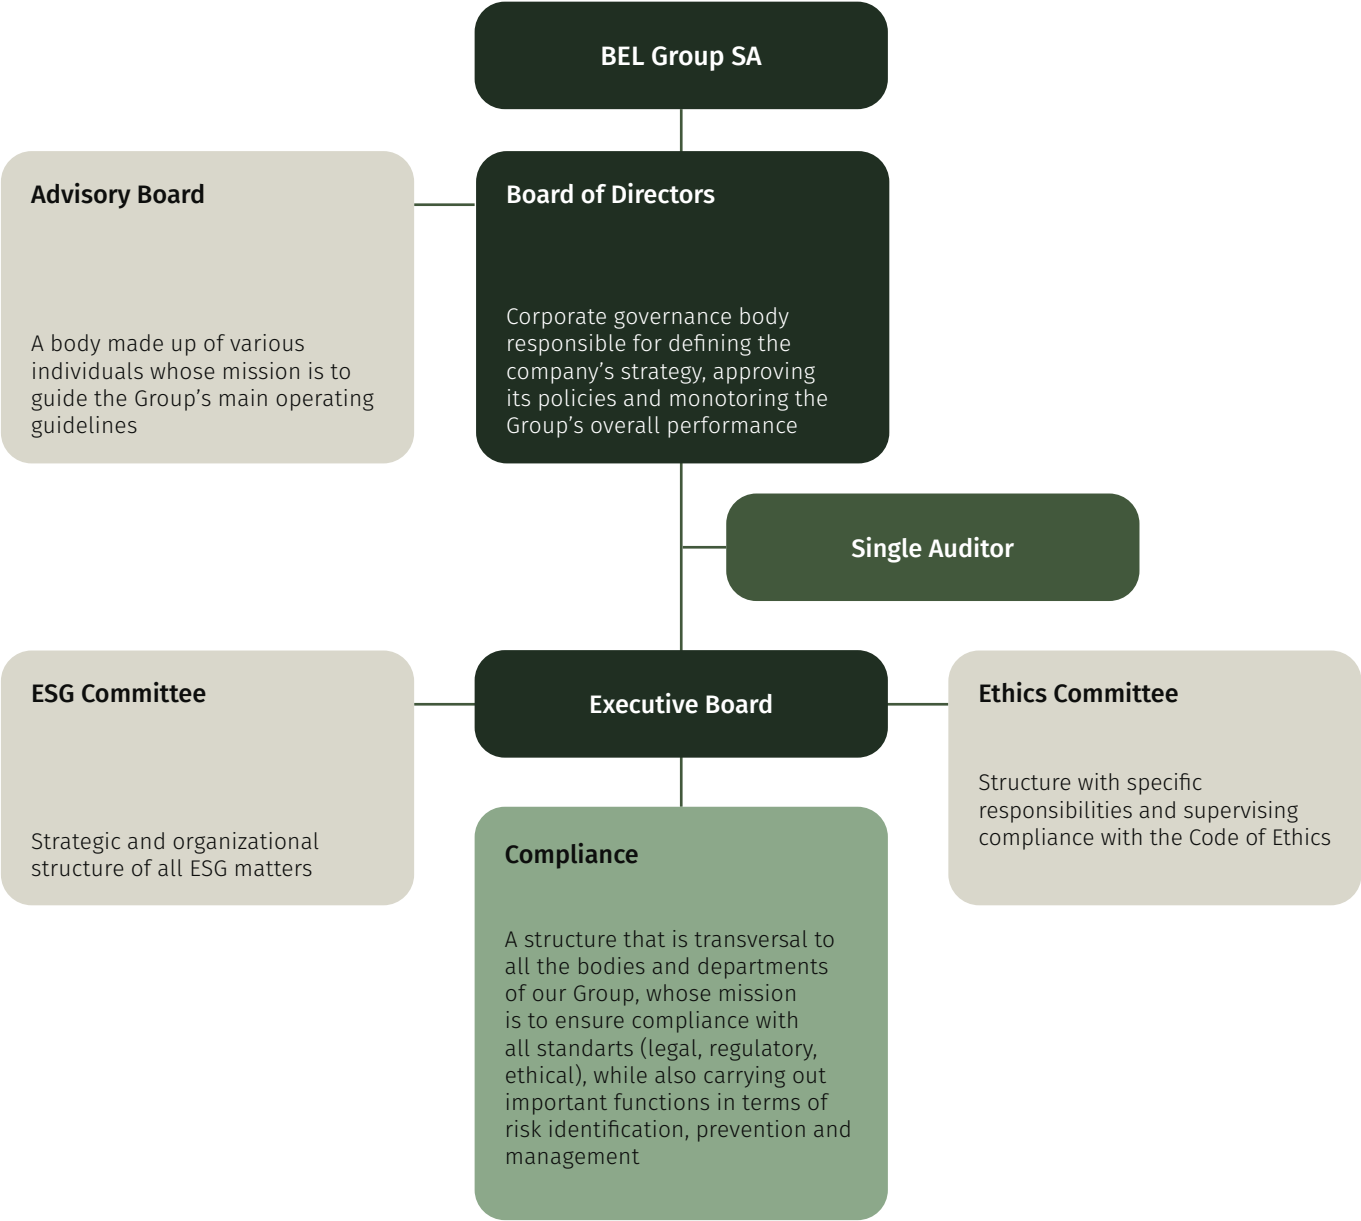 BEL Group SA
Advisory Board
A body made up of various
individuals whose mission is to
guide the Group's main operating
guidelines
Board of Directors
Corporate governance body
responsible for defining the
company's strategy, approving
its policies and monotoring the
Group's overall performance
Single Auditor
ESG Committee
Strategic and organizational
structure of all ESG matters
Executive Board
Ethics Committee
Structure with specific
responsibilities and supervising
compliance with the Code of Ethics
Compliance
A structure that is transversal to
all the bodies and departments
of our Group, whose mission
is to ensure compliance with
all standarts (legal, regulatory,
ethical), while also carrying out
important functions in terms of
risk identification, prevention and
management